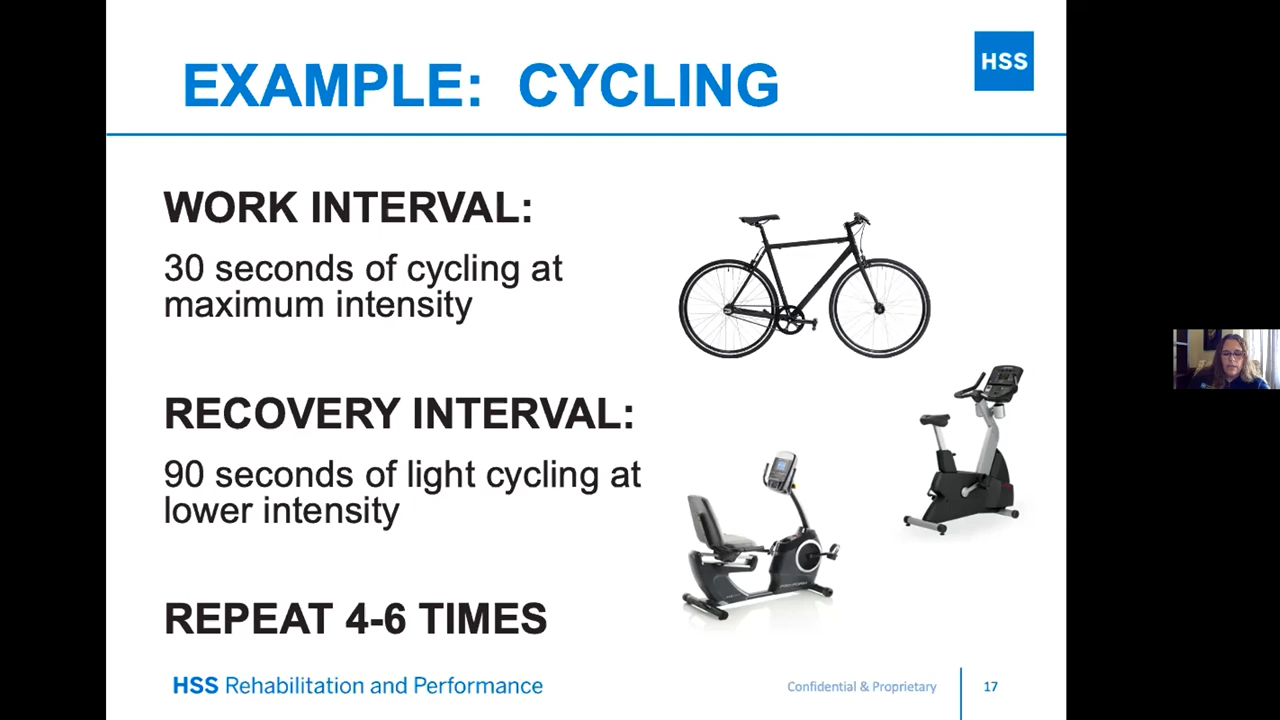 EXAMPLE: CYCLING
HSS
WORK INTERVAL:
30 seconds of cycling at
maximum intensity
RECOVERY INTERVAL:
90 seconds of light cycling at
lower intensity
REPEAT 4-6 TIMES
HSS Rehabilitation and Performance
Confidential & Proprietary
17